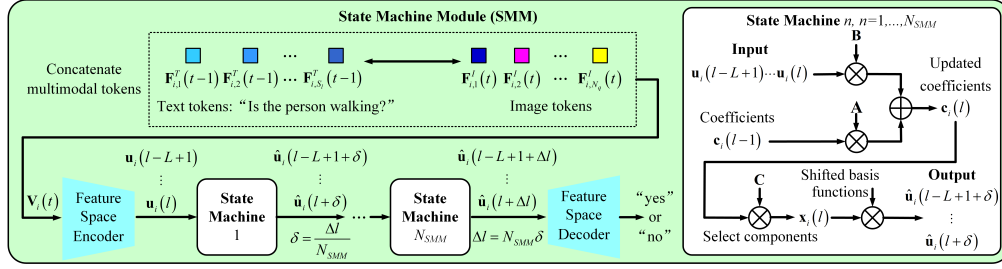 State Machine Module (SMM)
Concatenate
multimodal tokens
F^T_{i,1}(t−1) F^T_{i,2}(t−1) ⋯ F^T_{i,S_i}(t−1)
F^I_{i,1}(t) F^I_{i,2}(t) ⋯ F^I_{i,N_q}(t)
Text tokens: “Is the person walking?”
Image tokens
u_i(l−L+1)
⋮
û_i(l−L+1+δ)
⋮
û_i(l−L+1+Δl)
⋮
V_i(t)
Feature
Space
Encoder
u_i(l)
State
Machine
1
û_i(l+δ)
δ = Δl / N_SMM
⋯
State
Machine
N_SMM
û_i(l+Δl)
Δl = N_SMM δ
Feature
Space
Decoder
“yes”
or
“no”
State Machine n, n=1,...,N_SMM
B
Input
u_i(l−L+1)⋯u_i(l)
Updated
coefficients
c_i(l)
A
Coefficients
c_i(l−1)
C
Select components
x_i(l)
Shifted basis
functions
Output
û_i(l−L+1+δ)
⋮
û_i(l+δ)